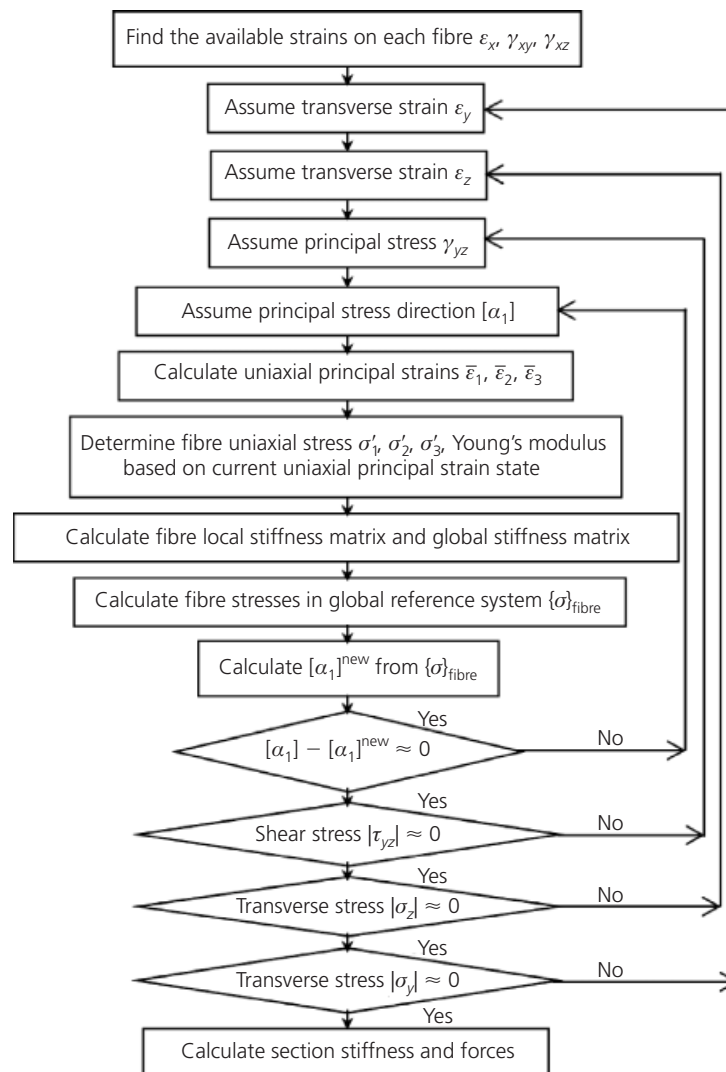 Find the available strains on each fibre εx, γxy, γxz
Assume transverse strain εy
Assume transverse strain εz
Assume principal stress γyz
Assume principal stress direction [α1]
Calculate uniaxial principal strains ε̅1, ε̅2, ε̅3
Determine fibre uniaxial stress σ′1, σ′2, σ′3, Young's modulus
based on current uniaxial principal strain state
Calculate fibre local stiffness matrix and global stiffness matrix
Calculate fibre stresses in global reference system {σ}fibre
Calculate [α1]new from {σ}fibre
Yes
[α1] − [α1]new ≈ 0
No
Yes
Shear stress |τyz| ≈ 0
No
Yes
Transverse stress |σz| ≈ 0
No
Yes
Transverse stress |σy| ≈ 0
No
Yes
Calculate section stiffness and forces